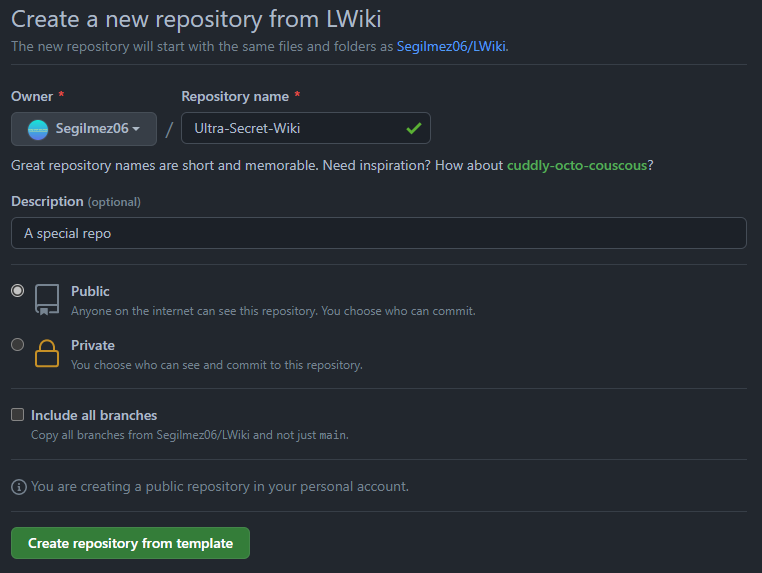 Create a new repository from LWiki
The new repository will start with the same files and folders as Segilmez06/LWiki.
Owner * Repository name *
Segilmez06 / Ultra-Secret-Wiki
Great repository names are short and memorable. Need inspiration? How about cuddly-octo-couscous?
Description (optional)
A special repo
Public
Anyone on the internet can see this repository. You choose who can commit.
Private
You choose who can see and commit to this repository.
Include all branches
Copy all branches from Segilmez06/LWiki and not just main.
You are creating a public repository in your personal account.
Create repository from template